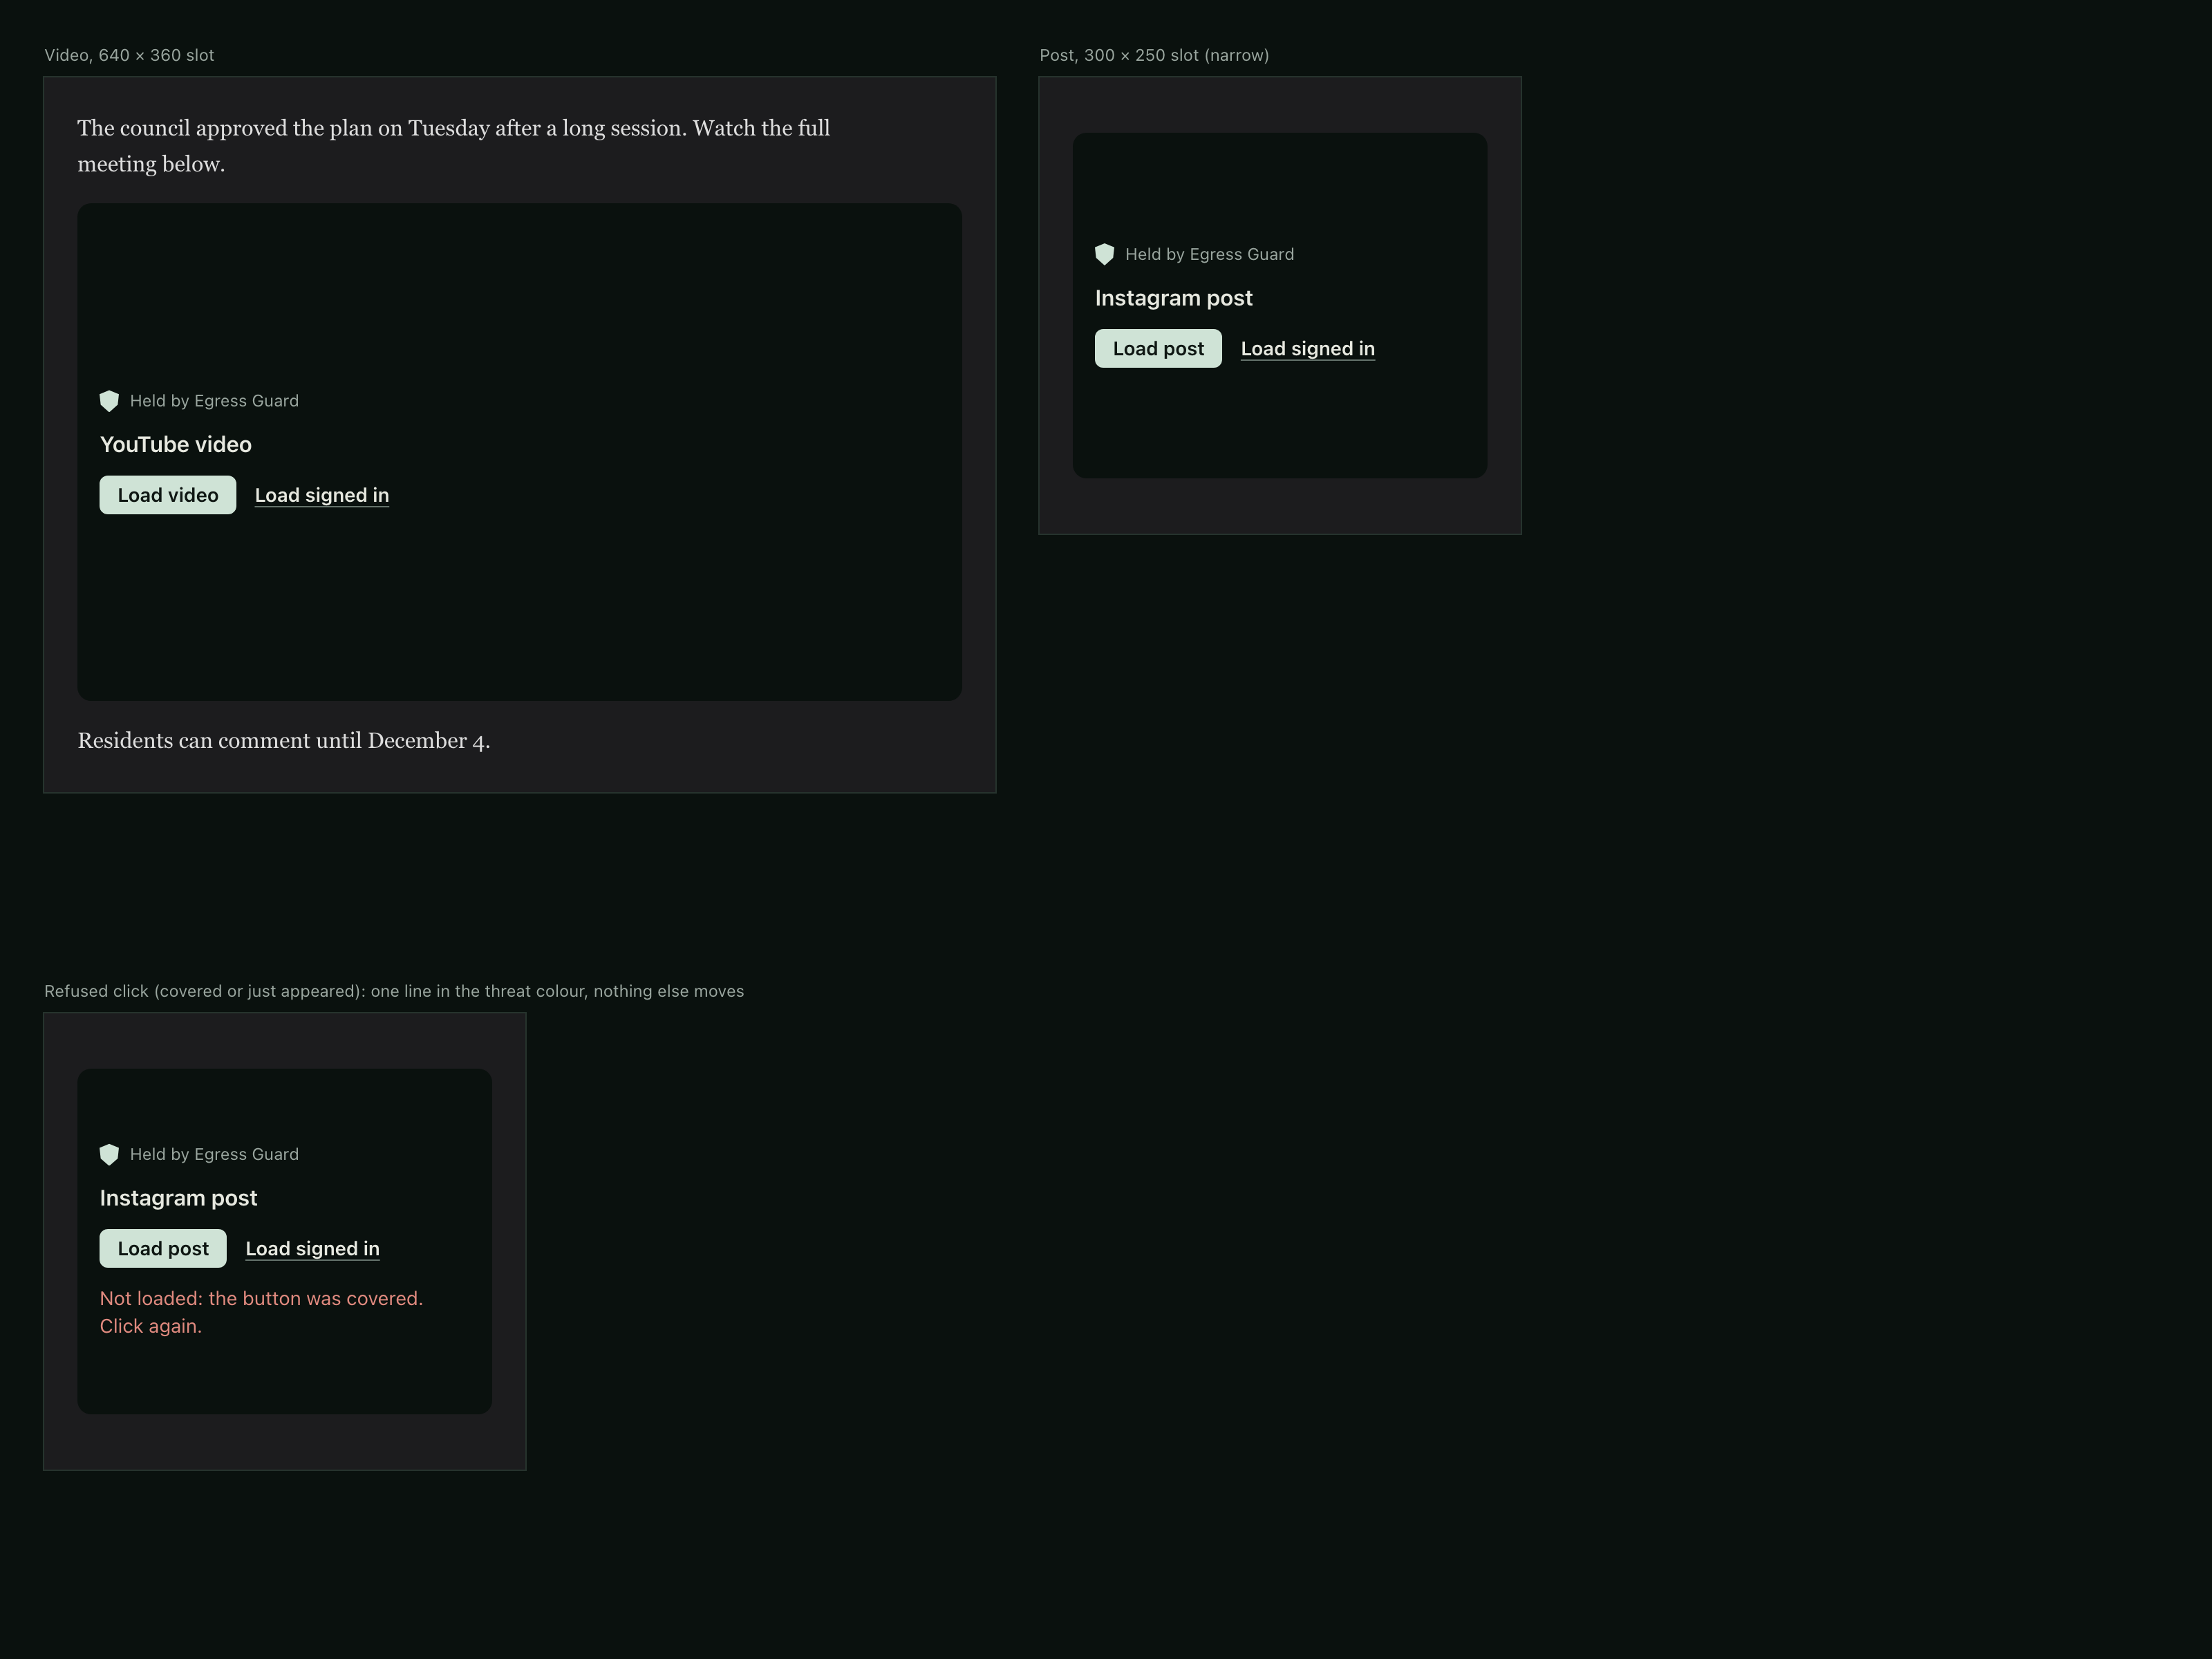 Video, 640 × 360 slot
The council approved the plan on Tuesday after a long session. Watch the full
meeting below.
Held by Egress Guard
YouTube video
Load video Load signed in
Residents can comment until December 4.
Post, 300 × 250 slot (narrow)
Held by Egress Guard
Instagram post
Load post Load signed in
Refused click (covered or just appeared): one line in the threat colour, nothing else moves
Held by Egress Guard
Instagram post
Load post Load signed in
Not loaded: the button was covered.
Click again.